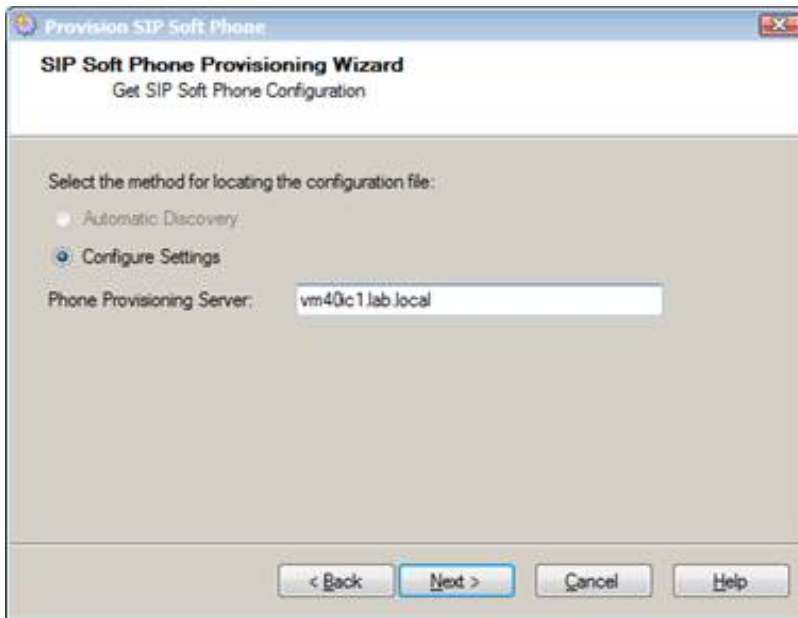 Provision SIP Soft Phone
SIP Soft Phone Provisioning Wizard
Get SIP Soft Phone Configuration
Select the method for locating the configuration file:
Automatic Discovery
Configure Settings
Phone Provisioning Server: vm40ic1.lab.local
< Back Next > Cancel Help